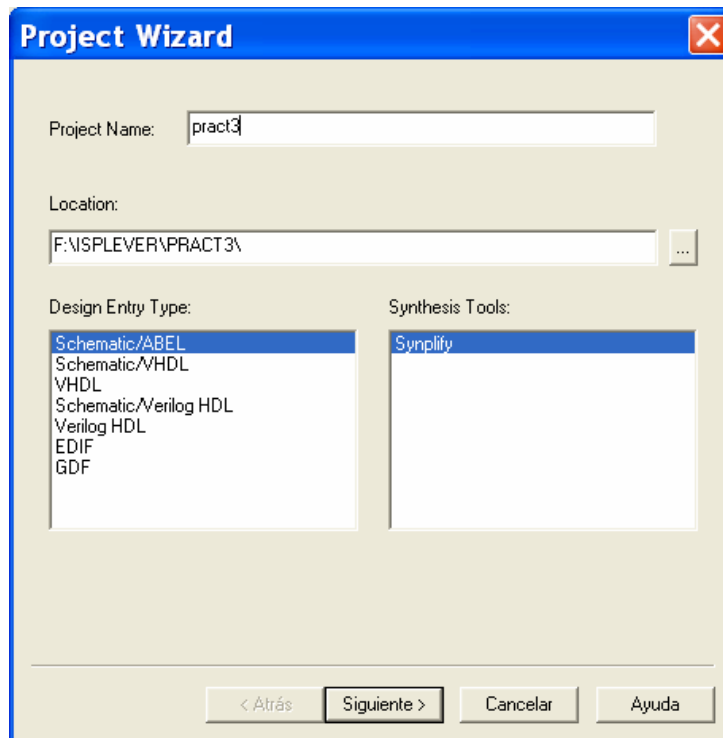 Project Wizard
Project Name: pract3
Location:
F:\ISPLEVER\PRACT3\ ...
Design Entry Type: Synthesis Tools:
Schematic/ABEL Synplify
Schematic/VHDL
VHDL
Schematic/Verilog HDL
Verilog HDL
EDIF
GDF
< Atrás Siguiente > Cancelar Ayuda